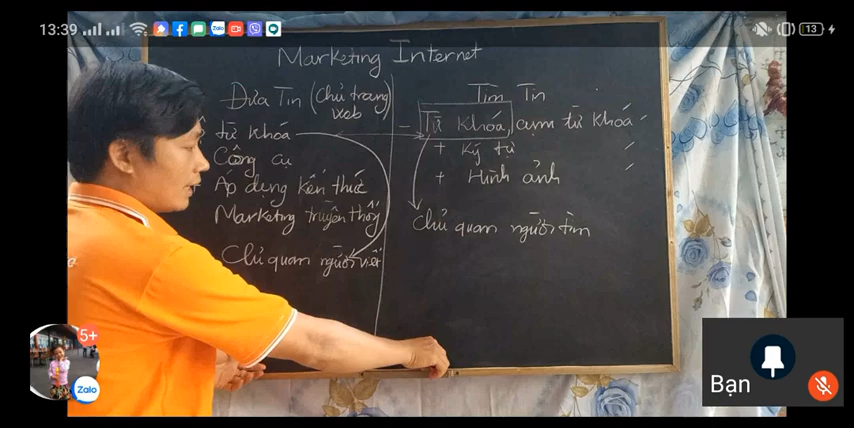 13:39
13
Marketing Internet
Đưa Tin (Chủ trang web)
từ khoá
Công cụ
Áp dụng kiến thức
Marketing truyền thống
Chủ quan người viết
Tìm Tin
- Từ khoá, cụm từ khoá
+ Ký tự
+ Hình ảnh
Chủ quan người tìm
5+
Zalo
Zalo
Bạn